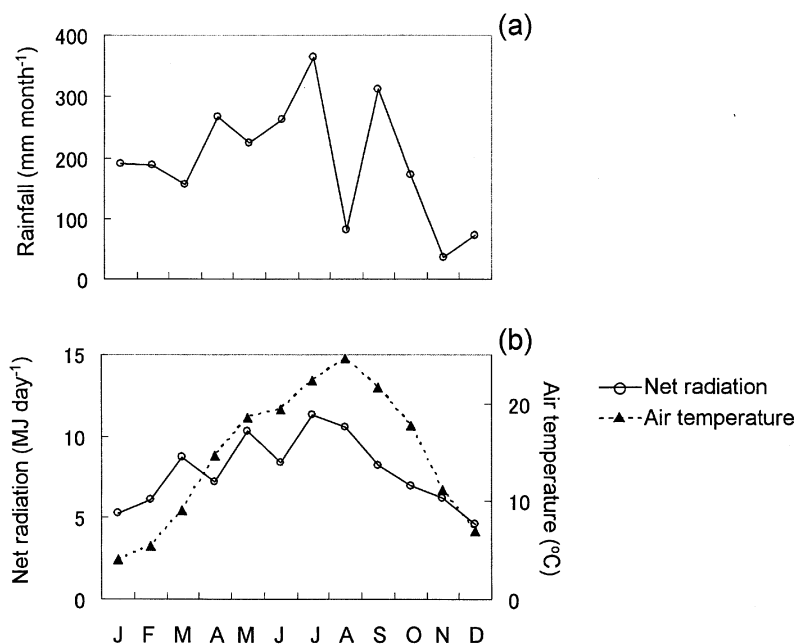 (a)
400
300
200
100
0
Rainfall (mm month-1)
(b)
15
10
5
0
Net radiation (MJ day-1)
20
10
0
Air temperature (ºC)
Net radiation
Air temperature
J F M A M J J A S O N D